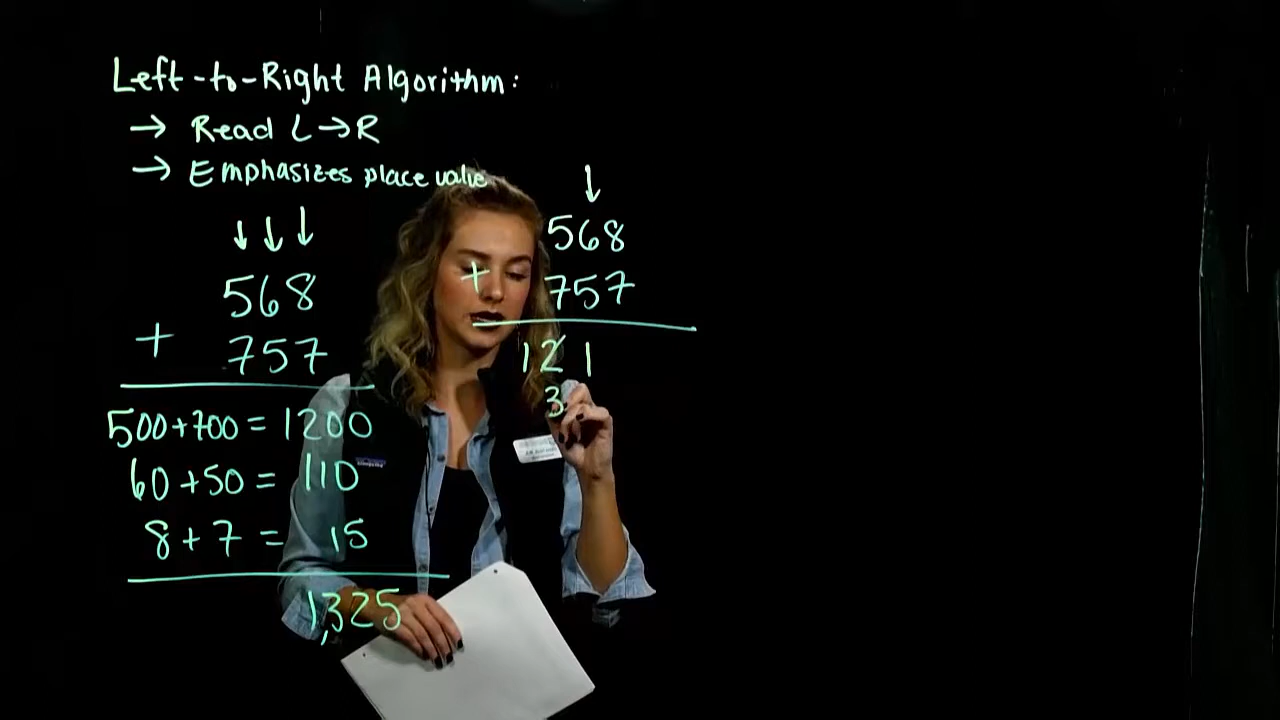 Left-to-Right Algorithm:
→ Read L→R
→ Emphasizes place value
↓ ↓ ↓
568
+ 757
500+700 = 1200
60+50 = 110
8+7 = 15
1,325
↓
568
+ 757
121
3